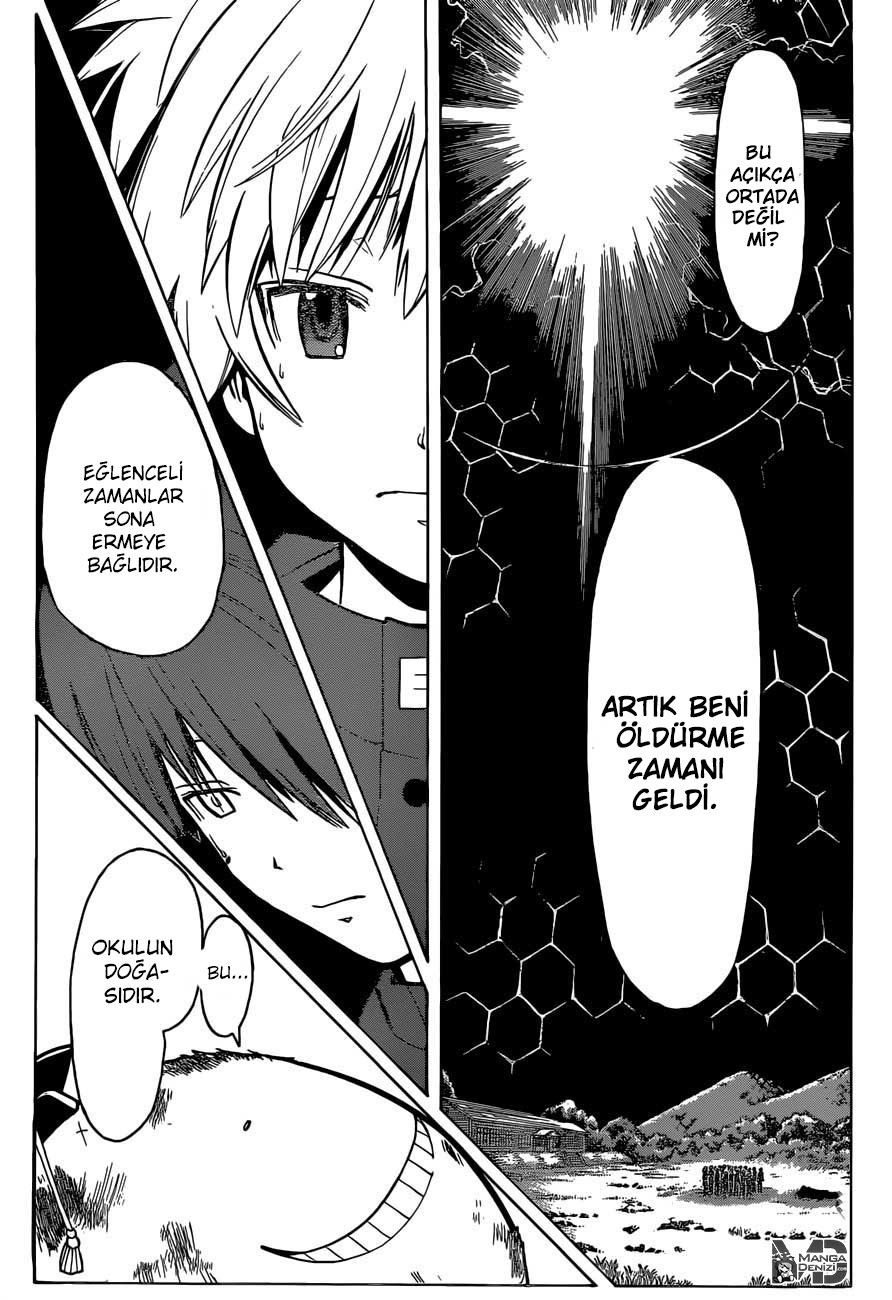 BU
AÇIKÇA
ORTADA
DEĞİL
Mİ?
ARTIK BENİ
ÖLDÜRME
ZAMANI
GELDİ.
EĞLENCELİ
ZAMANLAR
SONA
ERMEYE
BAĞLIDIR.
BU...
OKULUN
DOĞA-
SIDIR.
MANGA
DENİZİ.com